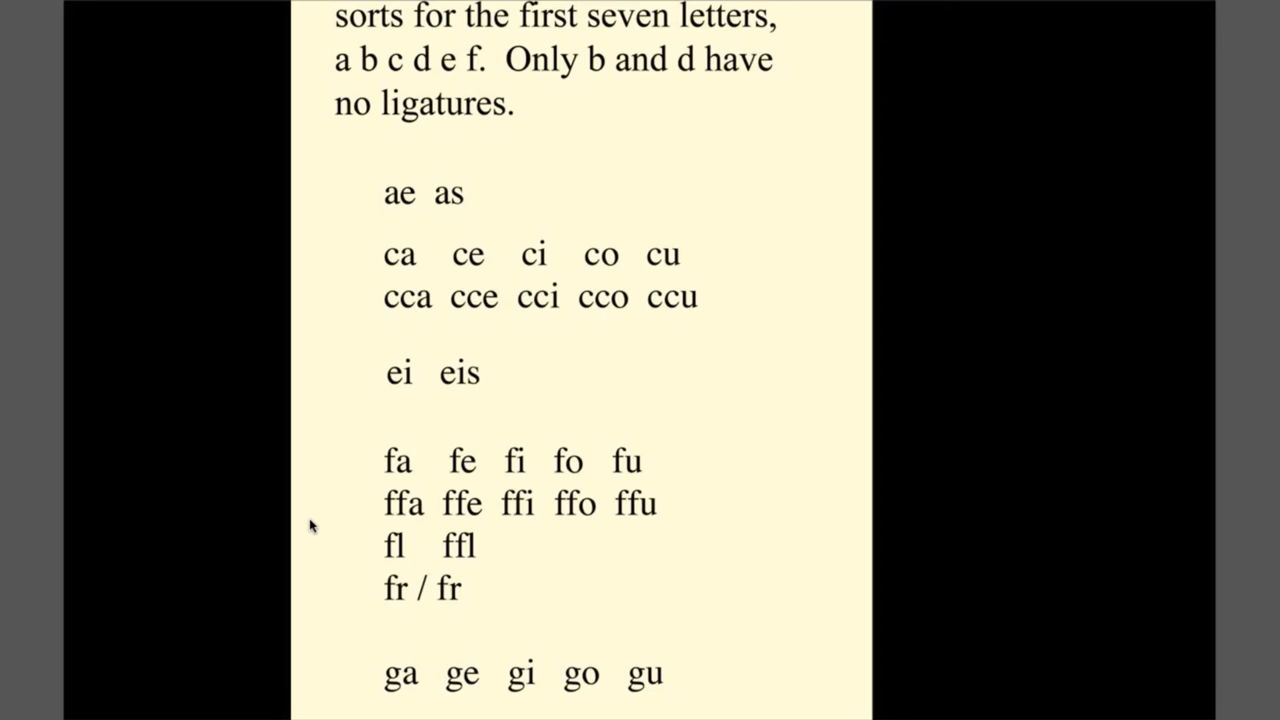 sorts for the first seven letters,
a b c d e f. Only b and d have
no ligatures.
ae as
ca ce ci co cu
cca cce cci cco ccu
ei eis
fa fe fi fo fu
ffa ffe ffi ffo ffu
fl ffl
fr / fr
ga ge gi go gu